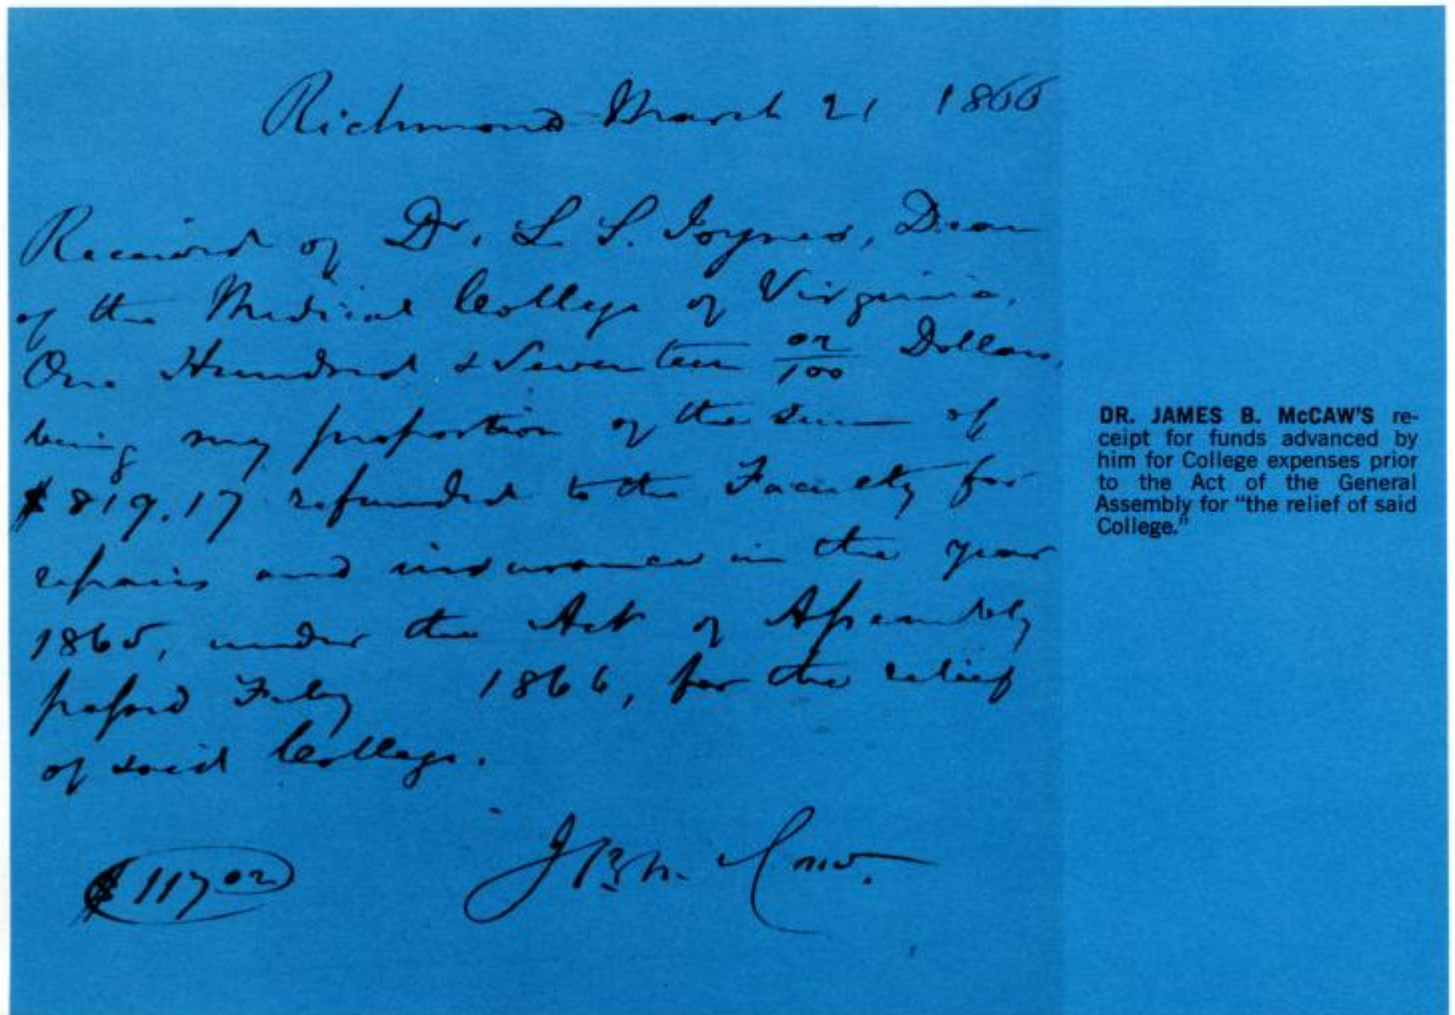 Richmond March 21 1866
Received of Dr. L. S. Joynes, Dean
of the Medical College of Virginia,
One Hundred & Seventeen 02/100 Dollars,
being my proportion of the sum of
$819.17 refunded to the Faculty for
repairs and insurance in the year
1865, under the Act of Assembly
passed Feby 1866, for the relief
of said College.
$117 02
J B McCaw.
DR. JAMES B. McCAW'S re-
ceipt for funds advanced by
him for College expenses prior
to the Act of the General
Assembly for "the relief of said
College."